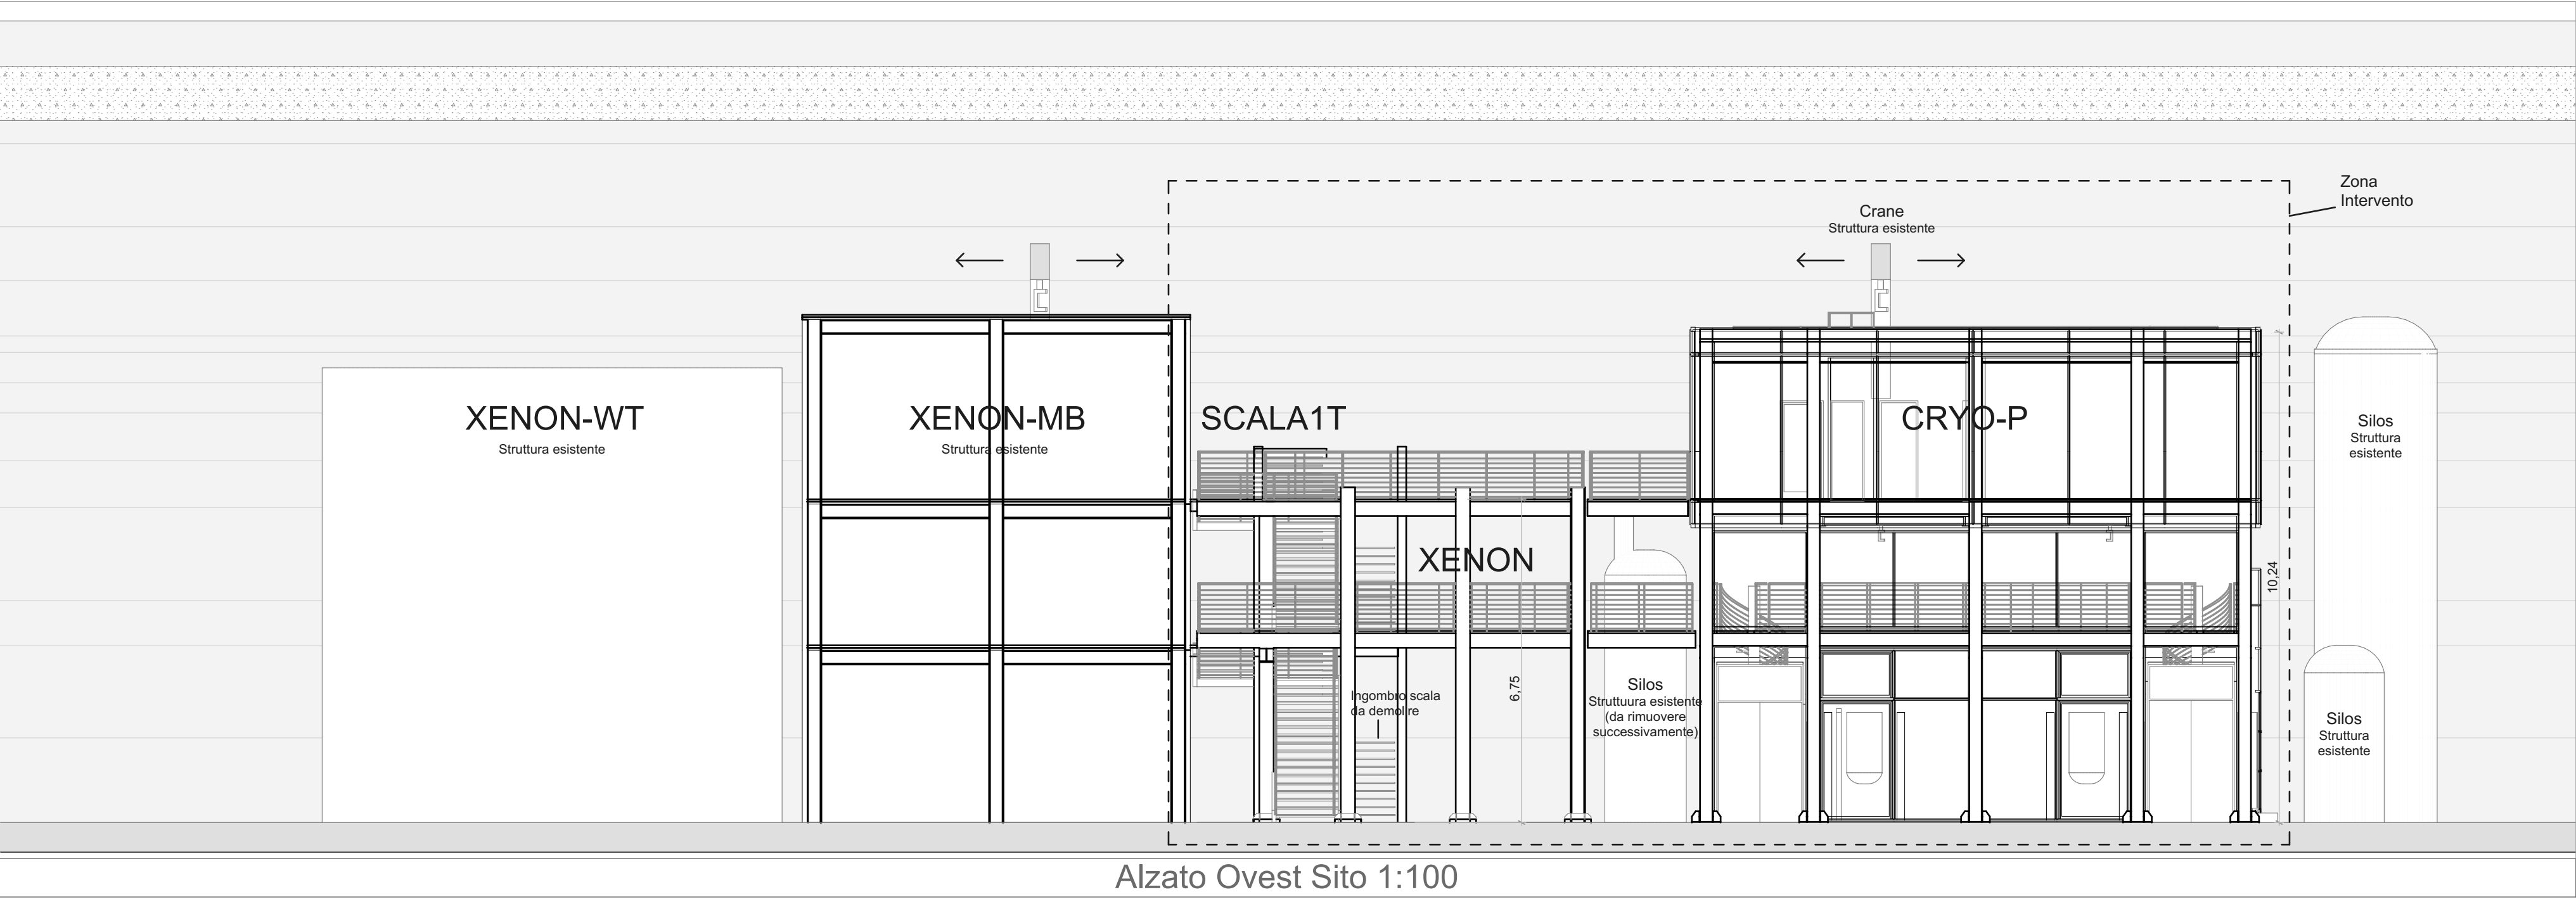 Zona
Intervento
Crane
Struttura esistente
XENON-WT
Struttura esistente
XENON-MB
Struttura esistente
SCALA1T
CRYO-P
Silos
Struttura
esistente
XENON
10,24
6,75
Ingombro scala
da demolire
Silos
Struttuura esistente
(da rimuovere
successivamente)
Silos
Struttura
esistente
Alzato Ovest Sito 1:100